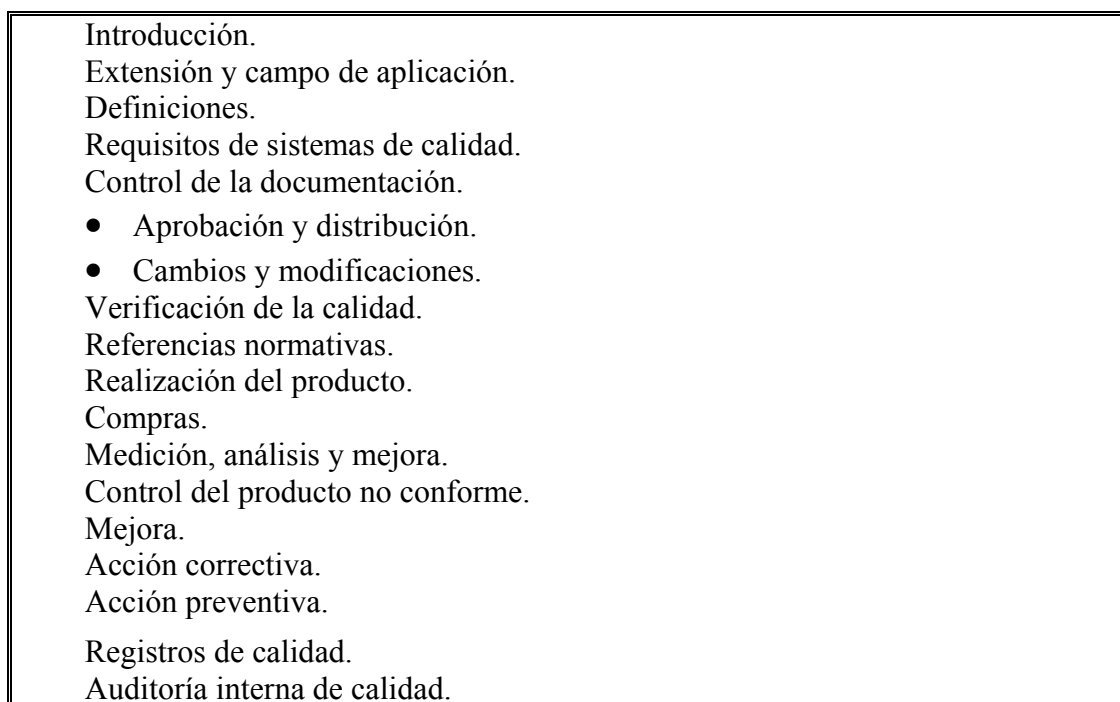 Introducción.
Extensión y campo de aplicación.
Definiciones.
Requisitos de sistemas de calidad.
Control de la documentación.
• Aprobación y distribución.
• Cambios y modificaciones.
Verificación de la calidad.
Referencias normativas.
Realización del producto.
Compras.
Medición, análisis y mejora.
Control del producto no conforme.
Mejora.
Acción correctiva.
Acción preventiva.
Registros de calidad.
Auditoría interna de calidad.